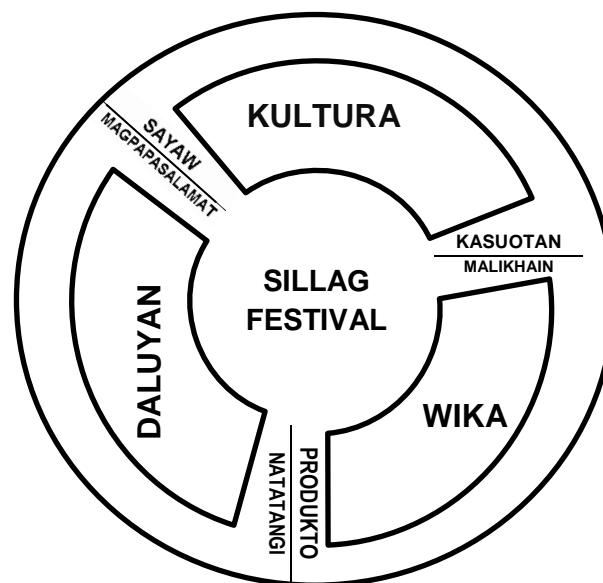 KULTURA
SAYAW
MAGPAPASALAMAT
KASUOTAN
MALIKHAIN
SILLAG
FESTIVAL
DALUYAN
WIKA
PRODUKTO
NATATANGI